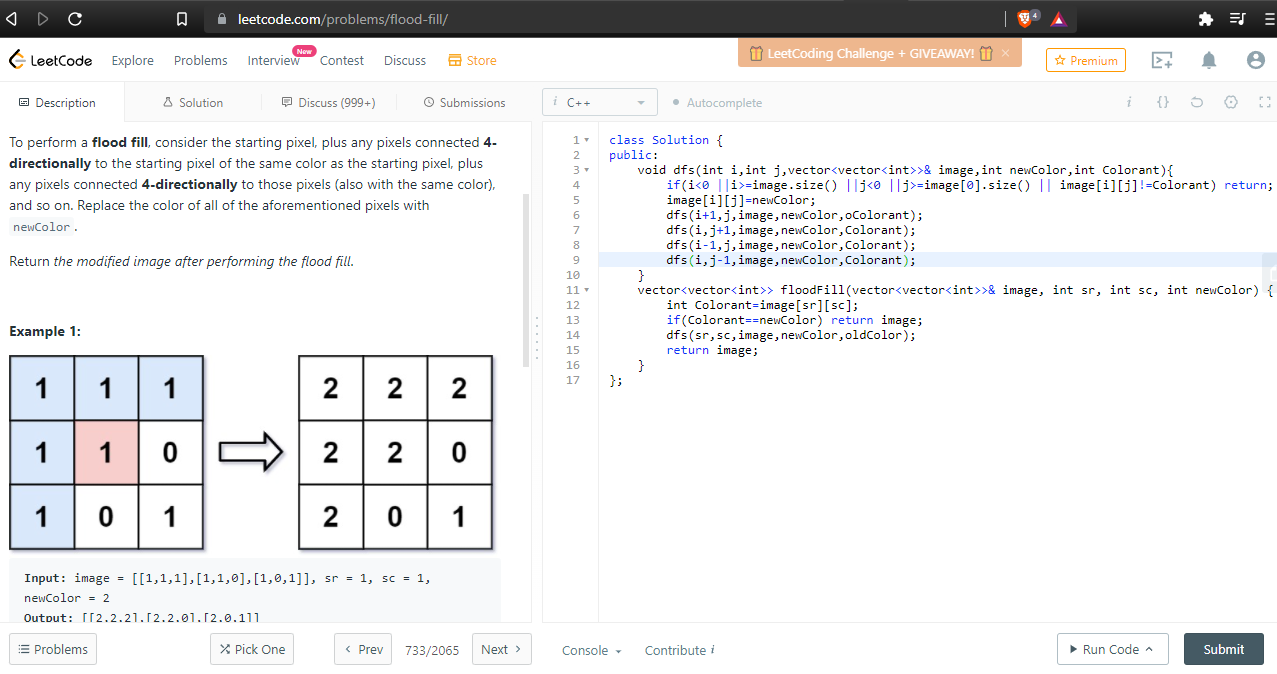 leetcode.com/problems/flood-fill/
4
LeetCode Explore Problems Interview New Contest Discuss Store
LeetCoding Challenge + GIVEAWAY! ×
Premium
Description Solution Discuss (999+) Submissions
i C++ Autocomplete i {}
To perform a flood fill, consider the starting pixel, plus any pixels connected 4-
directionally to the starting pixel of the same color as the starting pixel, plus
any pixels connected 4-directionally to those pixels (also with the same color),
and so on. Replace the color of all of the aforementioned pixels with
newColor .
Return the modified image after performing the flood fill.
Example 1:
1 1 1
1 1 0
1 0 1
2 2 2
2 2 0
2 0 1
Input: image = [[1,1,1],[1,1,0],[1,0,1]], sr = 1, sc = 1,
newColor = 2
Output: [[2,2,2],[2,2,0],[2,0,1]]
1 class Solution {
2 public:
3 void dfs(int i,int j,vector<vector<int>>& image,int newColor,int Colorant){
4 if(i<0 ||i>=image.size() ||j<0 ||j>=image[0].size() || image[i][j]!=Colorant) return;
5 image[i][j]=newColor;
6 dfs(i+1,j,image,newColor,oColorant);
7 dfs(i,j+1,image,newColor,Colorant);
8 dfs(i-1,j,image,newColor,Colorant);
9 dfs(i,j-1,image,newColor,Colorant);
10 }
11 vector<vector<int>> floodFill(vector<vector<int>>& image, int sr, int sc, int newColor) {
12 int Colorant=image[sr][sc];
13 if(Colorant==newColor) return image;
14 dfs(sr,sc,image,newColor,oldColor);
15 return image;
16 }
17 };
Problems Pick One < Prev 733/2065 Next > Console Contribute i Run Code Submit